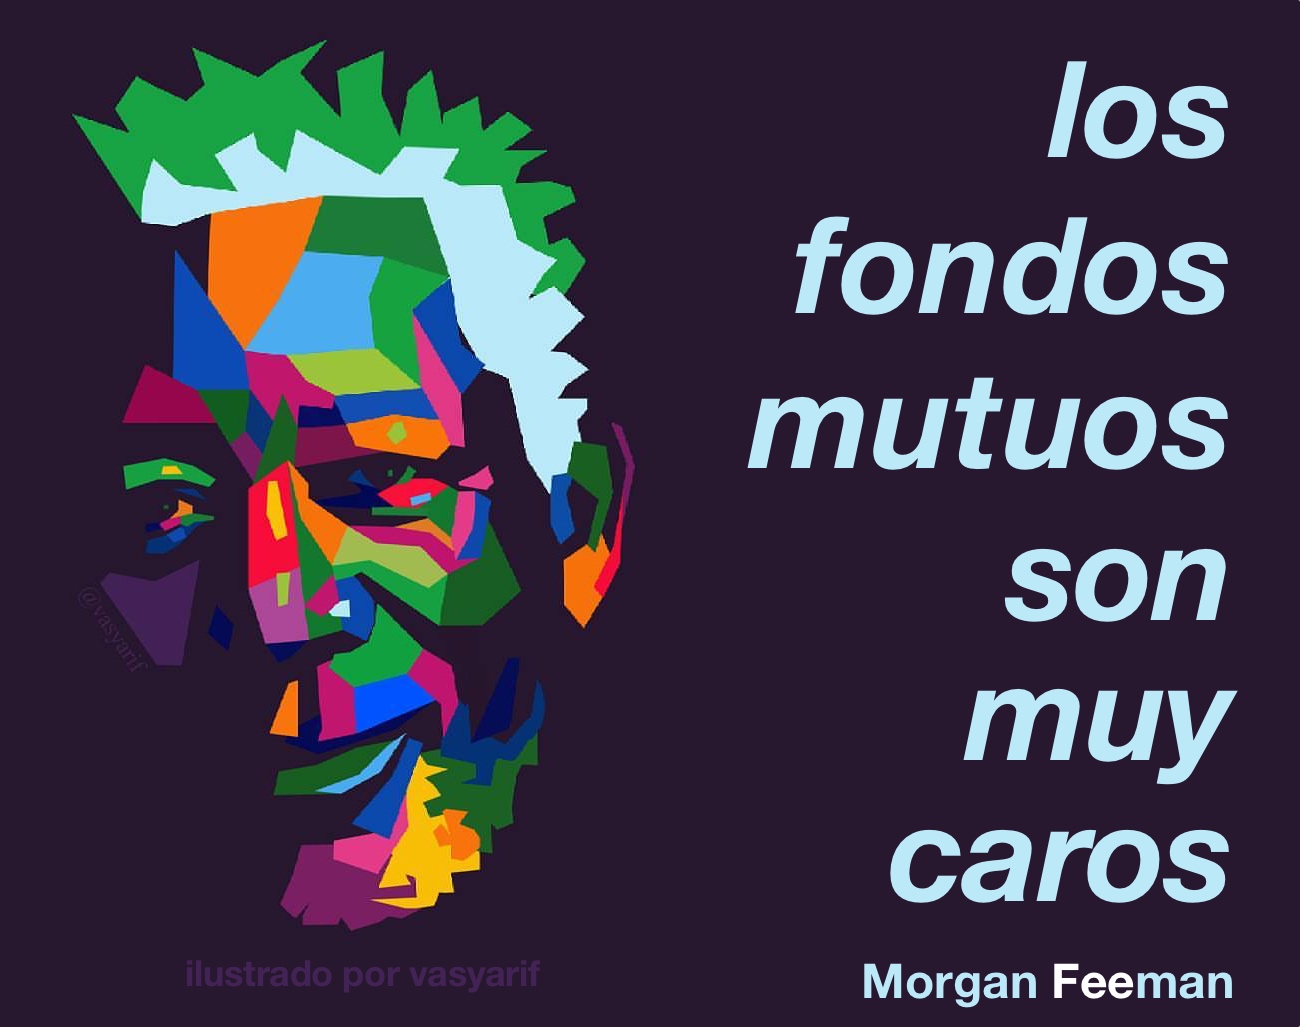 los
fondos
mutuos
son
muy
caros
Morgan Feeman
@vasyarif
ilustrado por vasyarif